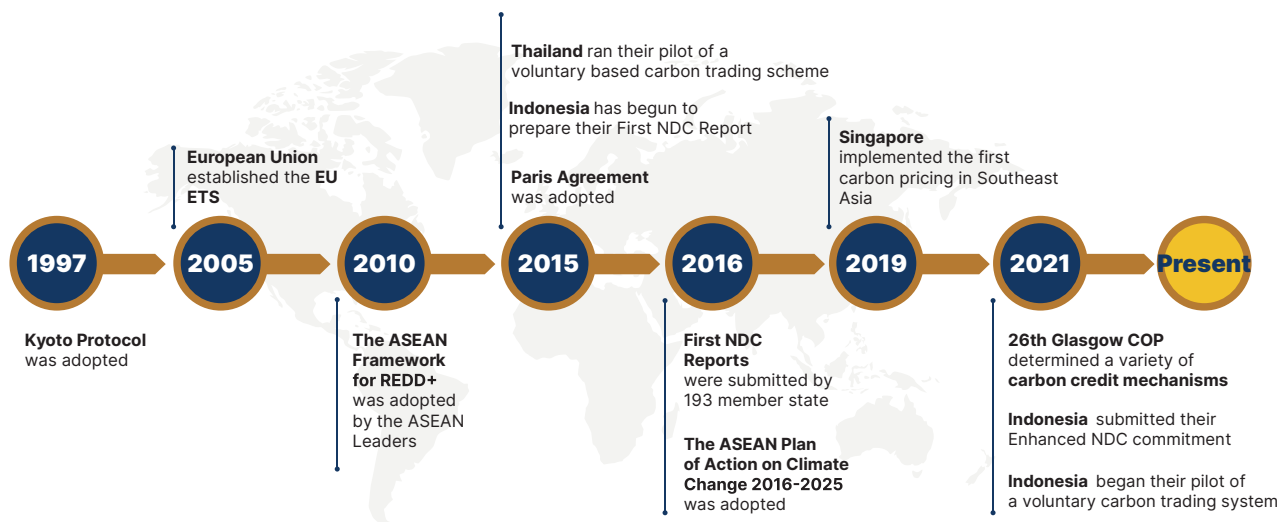 Thailand ran their pilot of a
voluntary based carbon trading scheme
Indonesia has begun to
prepare their First NDC Report
Paris Agreement
was adopted
European Union
established the EU
ETS
Singapore
implemented the first
carbon pricing in Southeast
Asia
1997
2005
2010
2015
2016
2019
2021
Present
Kyoto Protocol
was adopted
The ASEAN
Framework
for REDD+
was adopted
by the ASEAN
Leaders
First NDC
Reports
were submitted by
193 member state
The ASEAN Plan
of Action on Climate
Change 2016-2025
was adopted
26th Glasgow COP
determined a variety of
carbon credit mechanisms
Indonesia submitted their
Enhanced NDC commitment
Indonesia began their pilot of
a voluntary carbon trading system